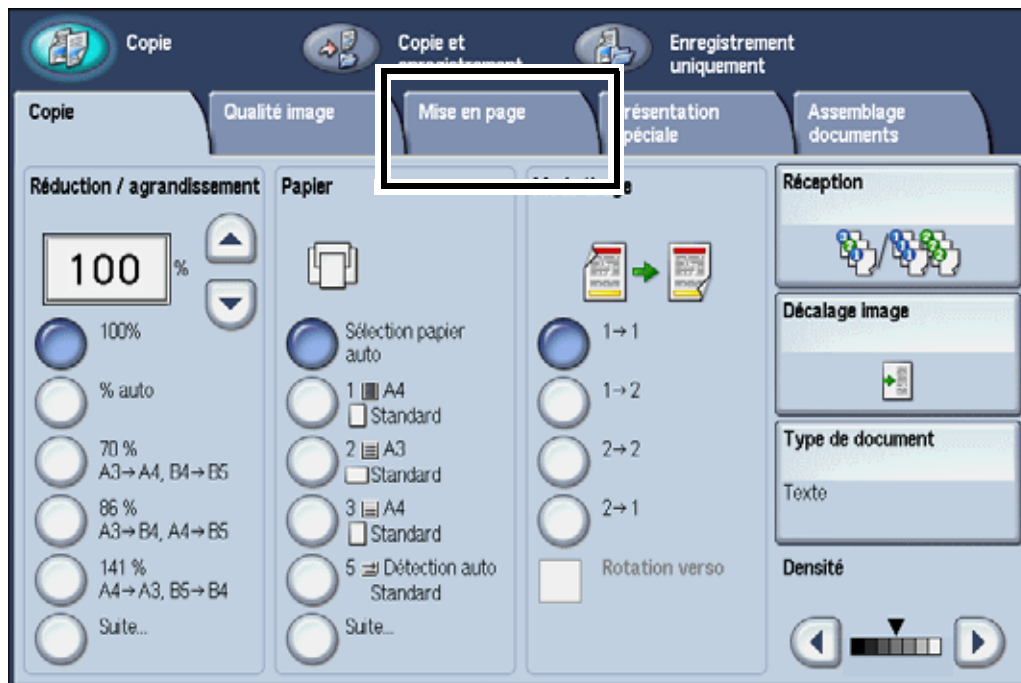 Copie
Copie et
Enregistrement
uniquement
Copie
Qualité image
Mise en page
résentation
péciale
Assemblage
documents
Réduction / agrandissement
100 %
100%
% auto
70 %
A3→A4, B4→B5
86 %
A3→B4, A4→B5
141 %
A4→A3, B5→B4
Suite...
Papier
Sélection papier
auto
1 A4
Standard
2 A3
Standard
3 A4
Standard
5 Détection auto
Standard
Suite...
1→1
1→2
2→2
2→1
Rotation verso
Réception
Décalage image
Type de document
Texte
Densité